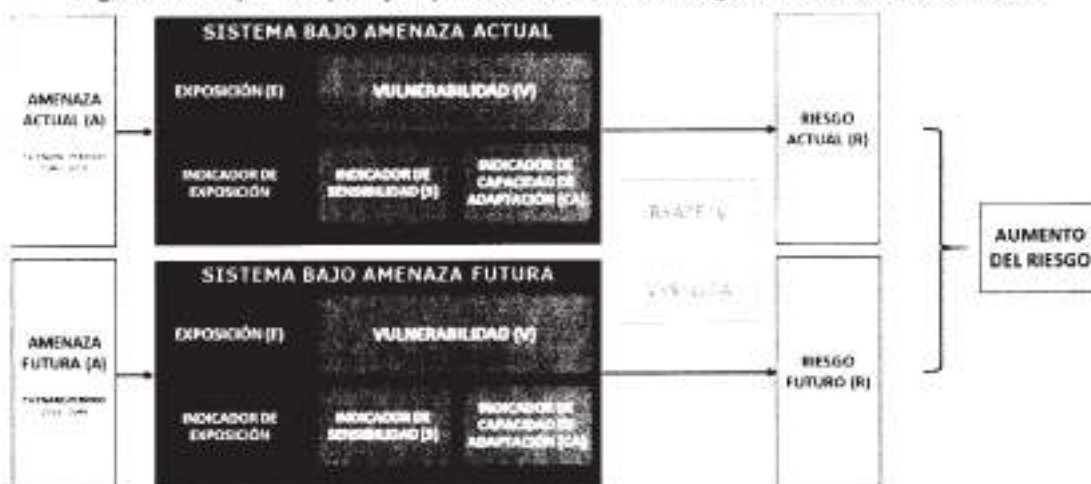 SISTEMA BAJO AMENAZA ACTUAL
AMENAZA
ACTUAL (A)
EXPOSICIÓN (E)
VULNERABILIDAD (V)
INDICADOR DE
EXPOSICIÓN
INDICADOR DE
SENSIBILIDAD (S)
INDICADOR DE
CAPACIDAD DE
ADAPTACIÓN (CA)
RIESGO
ACTUAL (R)
SISTEMA BAJO AMENAZA FUTURA
AMENAZA
FUTURA (A)
EXPOSICIÓN (E)
VULNERABILIDAD (V)
INDICADOR DE
EXPOSICIÓN
INDICADOR DE
SENSIBILIDAD (S)
INDICADOR DE
CAPACIDAD DE
ADAPTACIÓN (CA)
RIESGO
FUTURO (R)
AUMENTO
DEL RIESGO